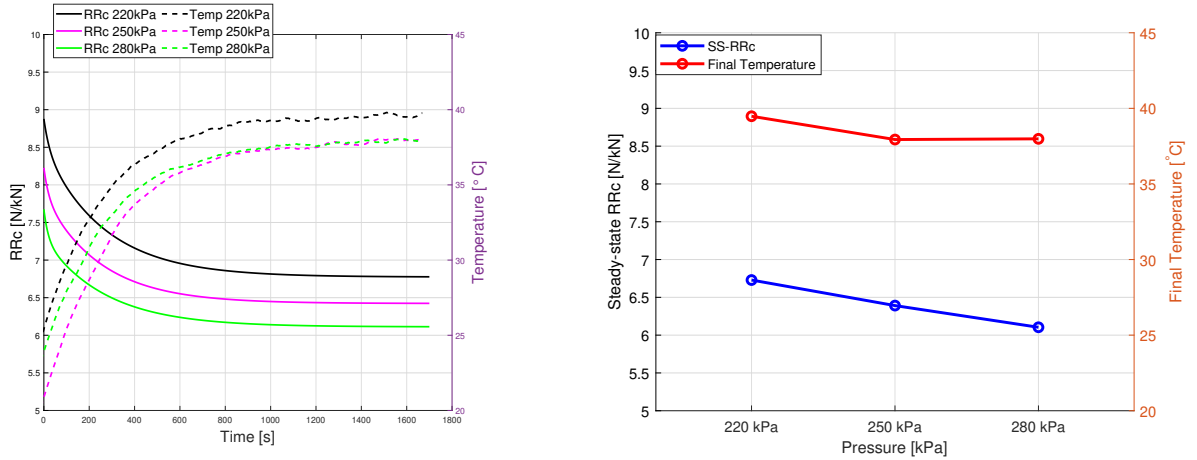 RRc 220kPa
RRc 250kPa
RRc 280kPa
Temp 220kPa
Temp 250kPa
Temp 280kPa
10
9.5
9
8.5
8
7.5
7
6.5
6
5.5
5
RRc [N/kN]
0 200 400 600 800 1000 1200 1400 1600 1800
Time [s]
45
40
35
30
25
20
Temperature [° C]
SS-RRc
Final Temperature
10
9.5
9
8.5
8
7.5
7
6.5
6
5.5
5
Steady-state RRc [N/kN]
220 kPa 250 kPa 280 kPa
Pressure [kPa]
45
40
35
30
25
20
Final Temperature [°C]